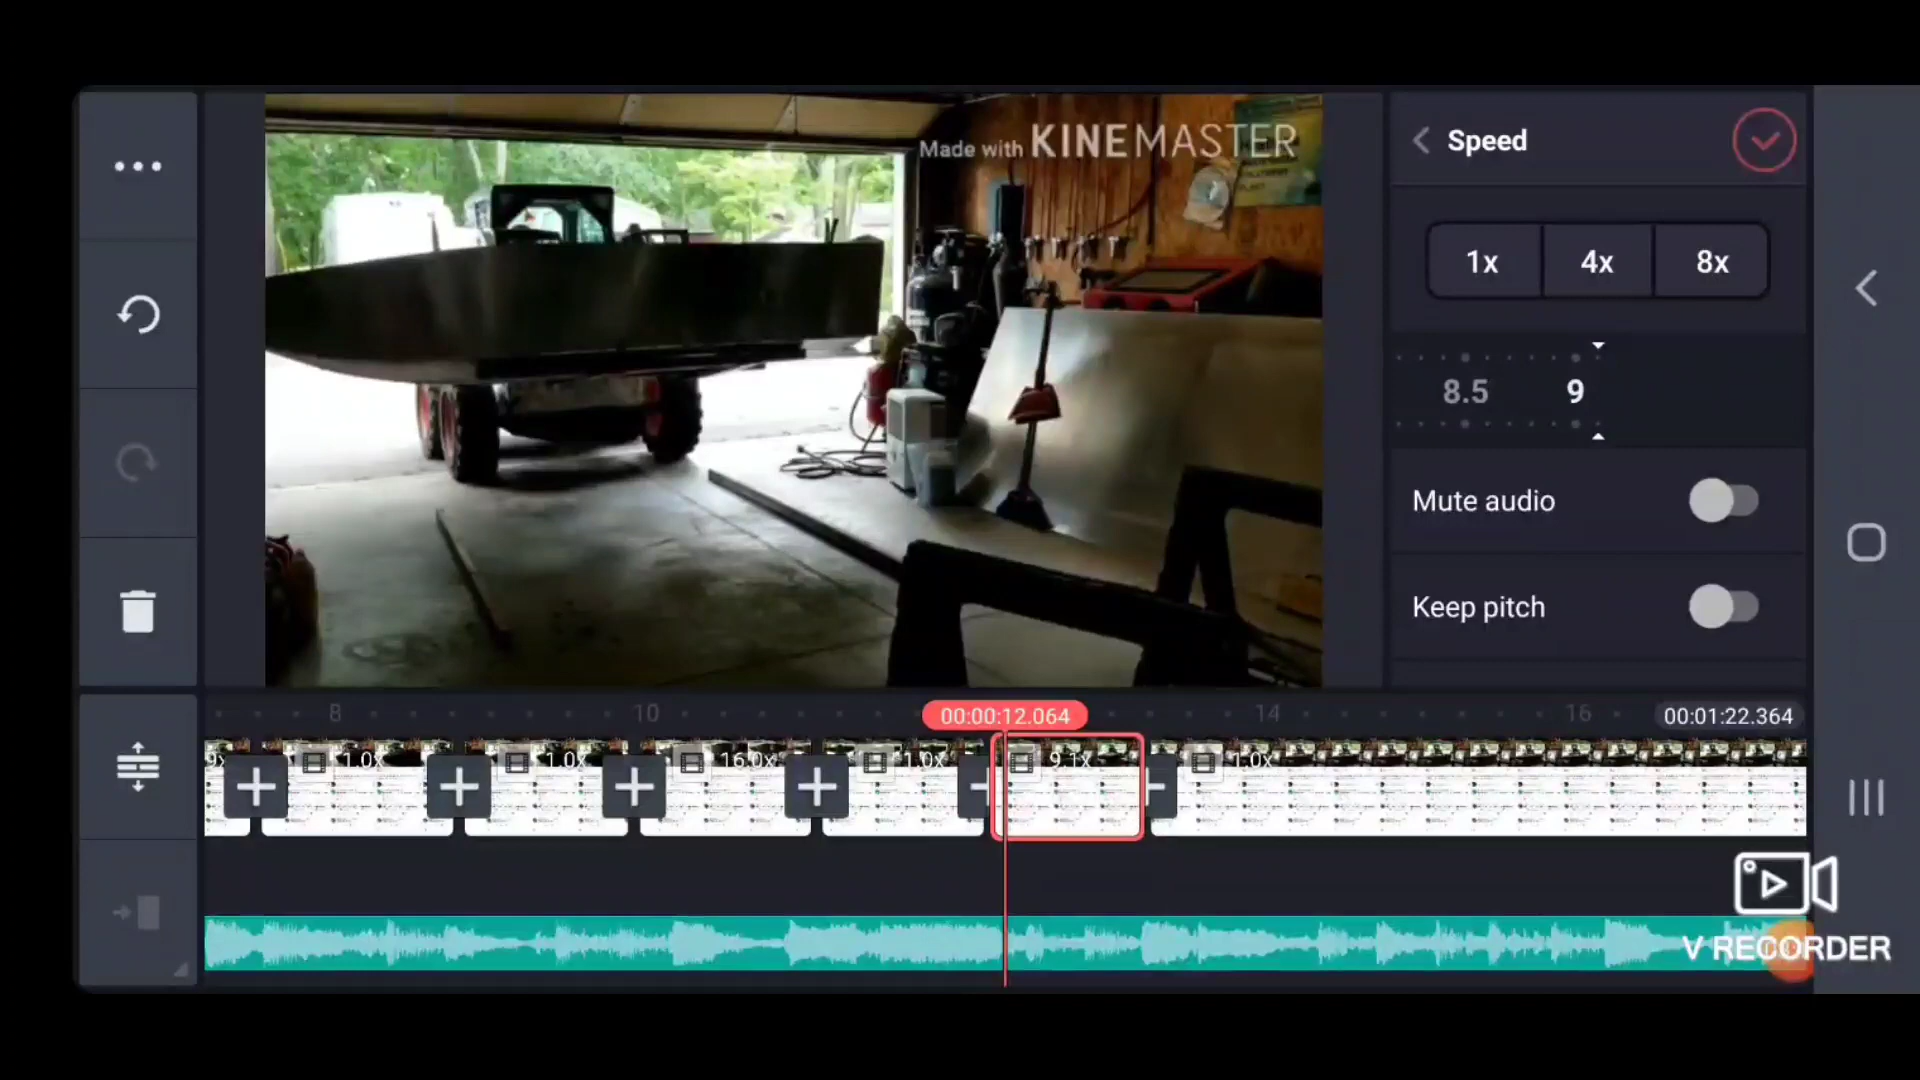 Made with KINEMASTER
Speed
1x 4x 8x
8.5 9
Mute audio
Keep pitch
8 10 00:00:12.064 14 16 00:01:22.364
9x 1.0x 1.0x 16.0x 1.0x 9.1x 1.0x
V RECORDER